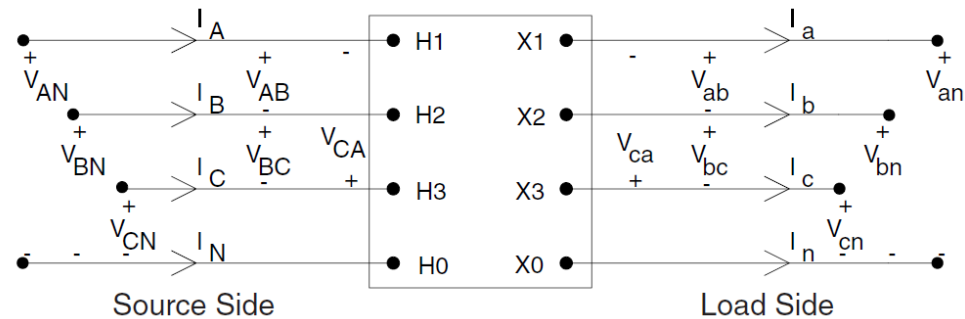 I A - H1 X1 I a
+ + - - + +
V AN V AB V ab V an
I B - H2 X2 - I b
+ + +
V BN V BC V CA V ca V bc V bn
I C - + H3 X3 + - I c
+ +
V CN V cn
- - - I N H0 X0 I n - - -
Source Side Load Side